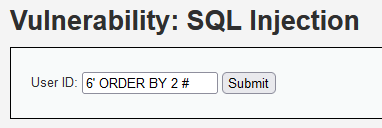 Vulnerability: SQL Injection
User ID: 6' ORDER BY 2 # Submit